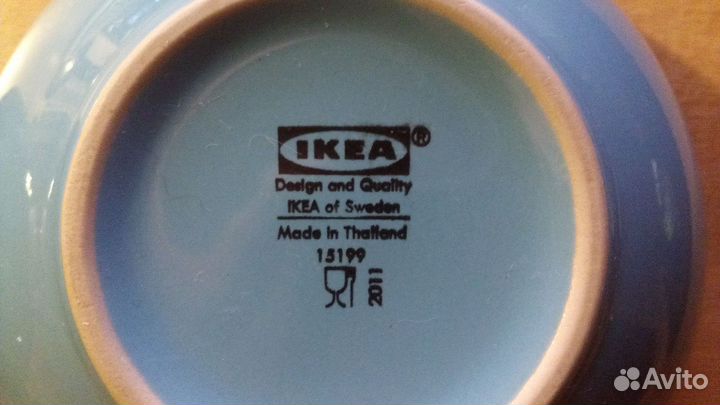 IKEA®
Design and Quality
IKEA of Sweden
Made in Thailand
15199
2011
Avito